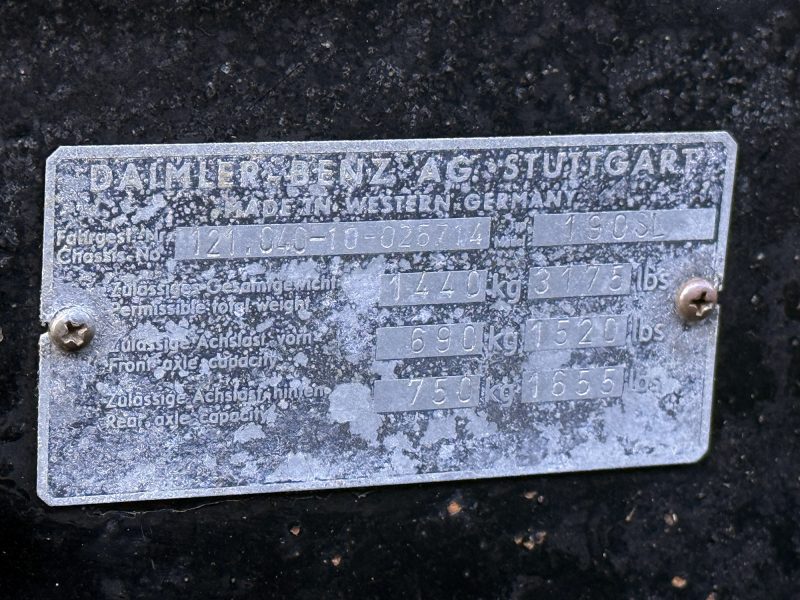 DAIMLER-BENZ AG. STUTTGART
MADE IN WESTERN GERMANY
Fahrgest-Nr. 121.040-10-025714 190SL
Chassis-No
Zulässiges Gesamtgewicht 1440 kg 3175 lbs
Permissible total weight
Zulässige Achslast vorn 690 kg 1520 lbs
Front axle capacity
Zulässige Achslast hinten 750 kg 1655 lbs
Rear axle capacity